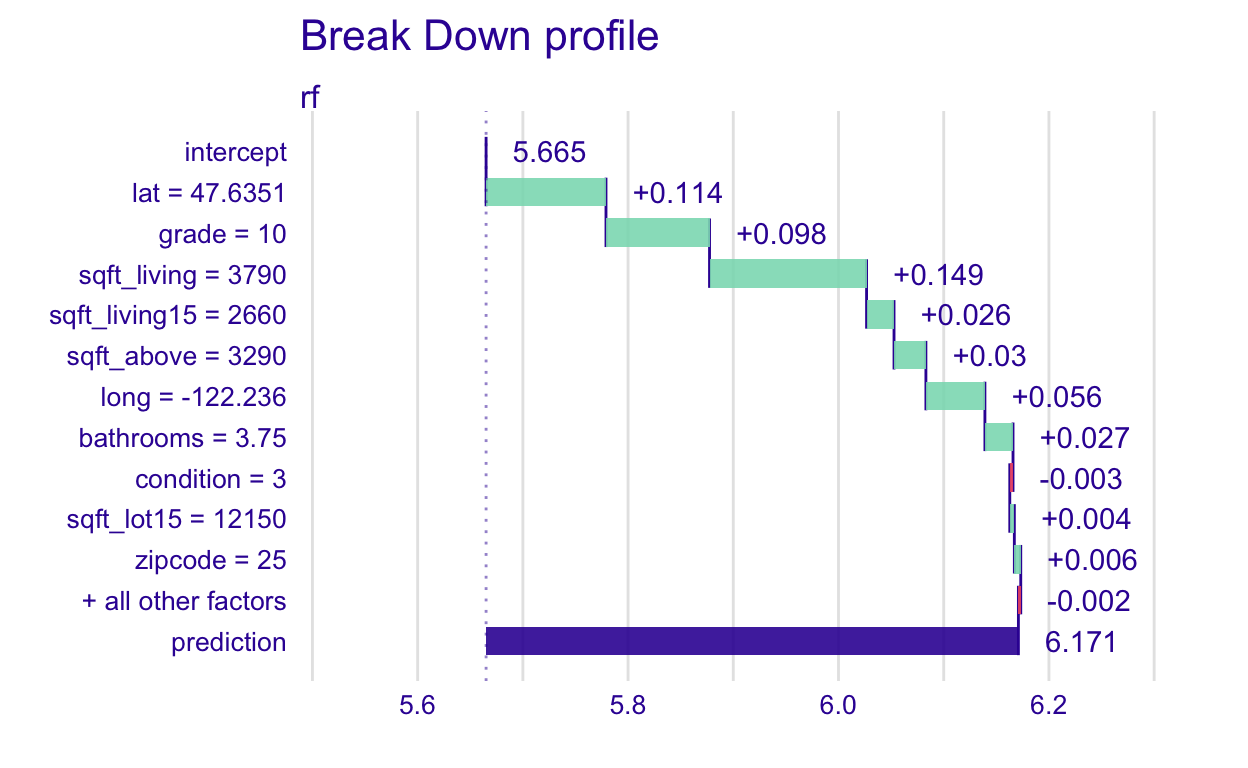 Break Down profile
rf
intercept 5.665
lat = 47.6351 +0.114
grade = 10 +0.098
sqft_living = 3790 +0.149
sqft_living15 = 2660 +0.026
sqft_above = 3290 +0.03
long = -122.236 +0.056
bathrooms = 3.75 +0.027
condition = 3 -0.003
sqft_lot15 = 12150 +0.004
zipcode = 25 +0.006
+ all other factors -0.002
prediction 6.171
5.6 5.8 6.0 6.2